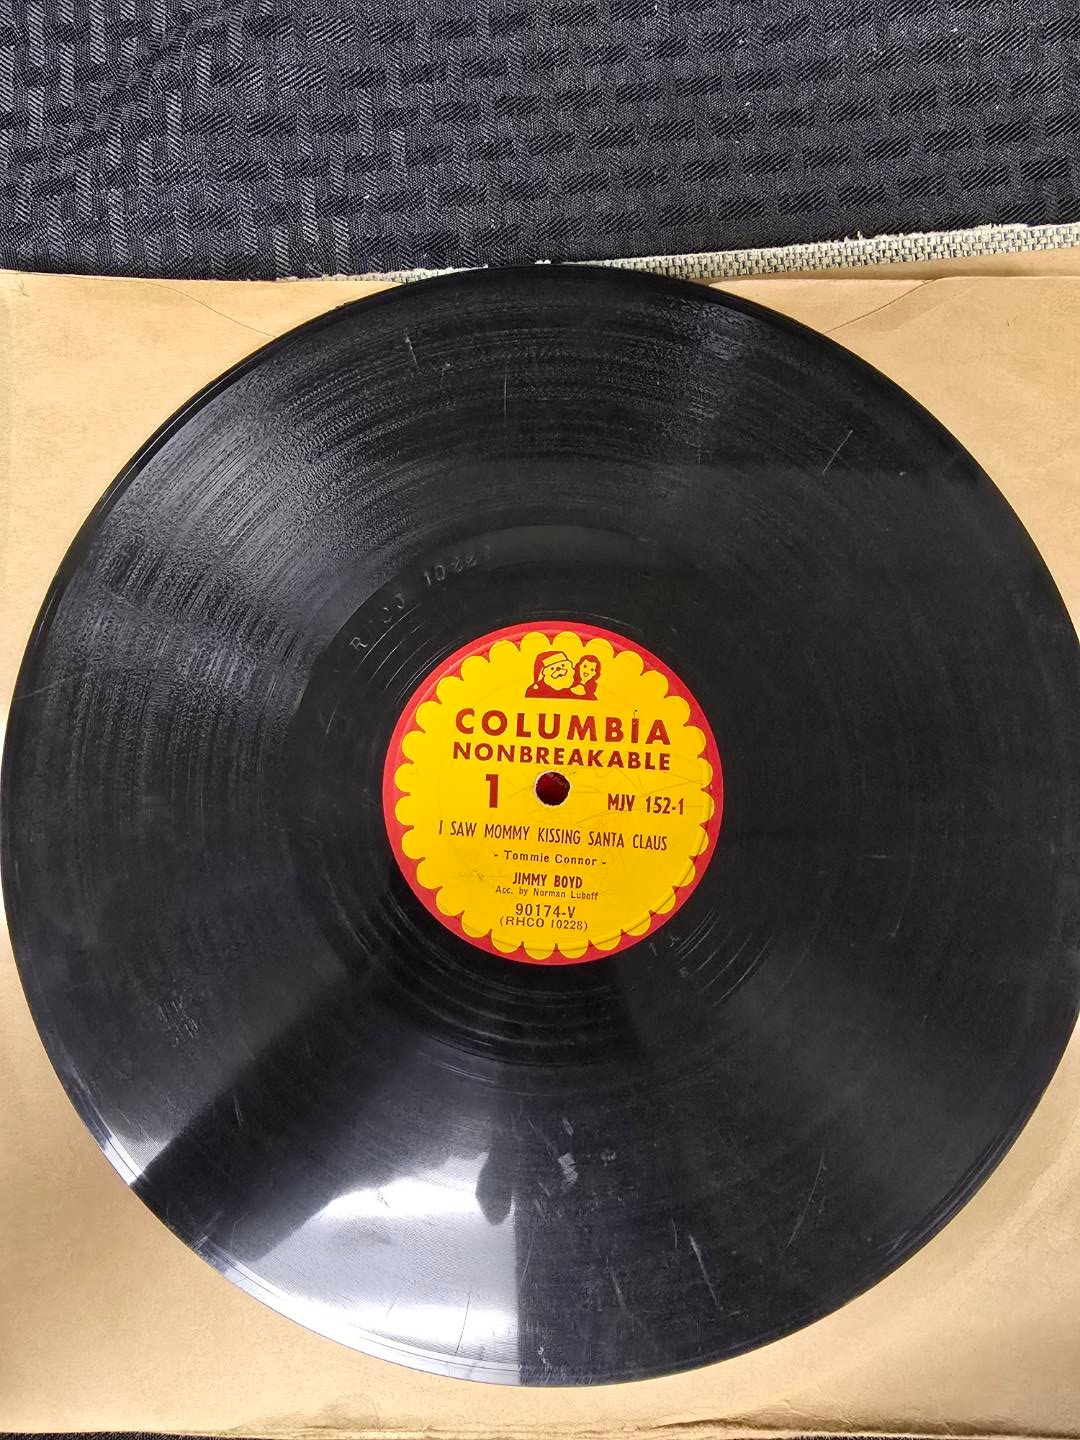 COLUMBIA
NONBREAKABLE
1
MJV 152-1
I SAW MOMMY KISSING SANTA CLAUS
- Tommie Connor -
JIMMY BOYD
Acc. by Norman Luboff
90174-V
(RHCO 10228)